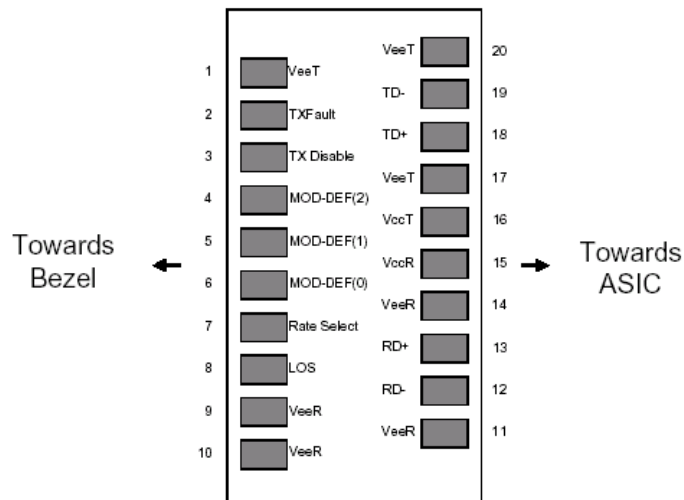 VeeT 20
1 VeeT
TD- 19
2 TXFault
TD+ 18
3 TX Disable
VeeT 17
4 MOD-DEF(2)
VccT 16
5 MOD-DEF(1)
Towards
Bezel
VccR 15
Towards
ASIC
6 MOD-DEF(0)
VeeR 14
7 Rate Select
RD+ 13
8 LOS
RD- 12
9 VeeR
VeeR 11
10 VeeR